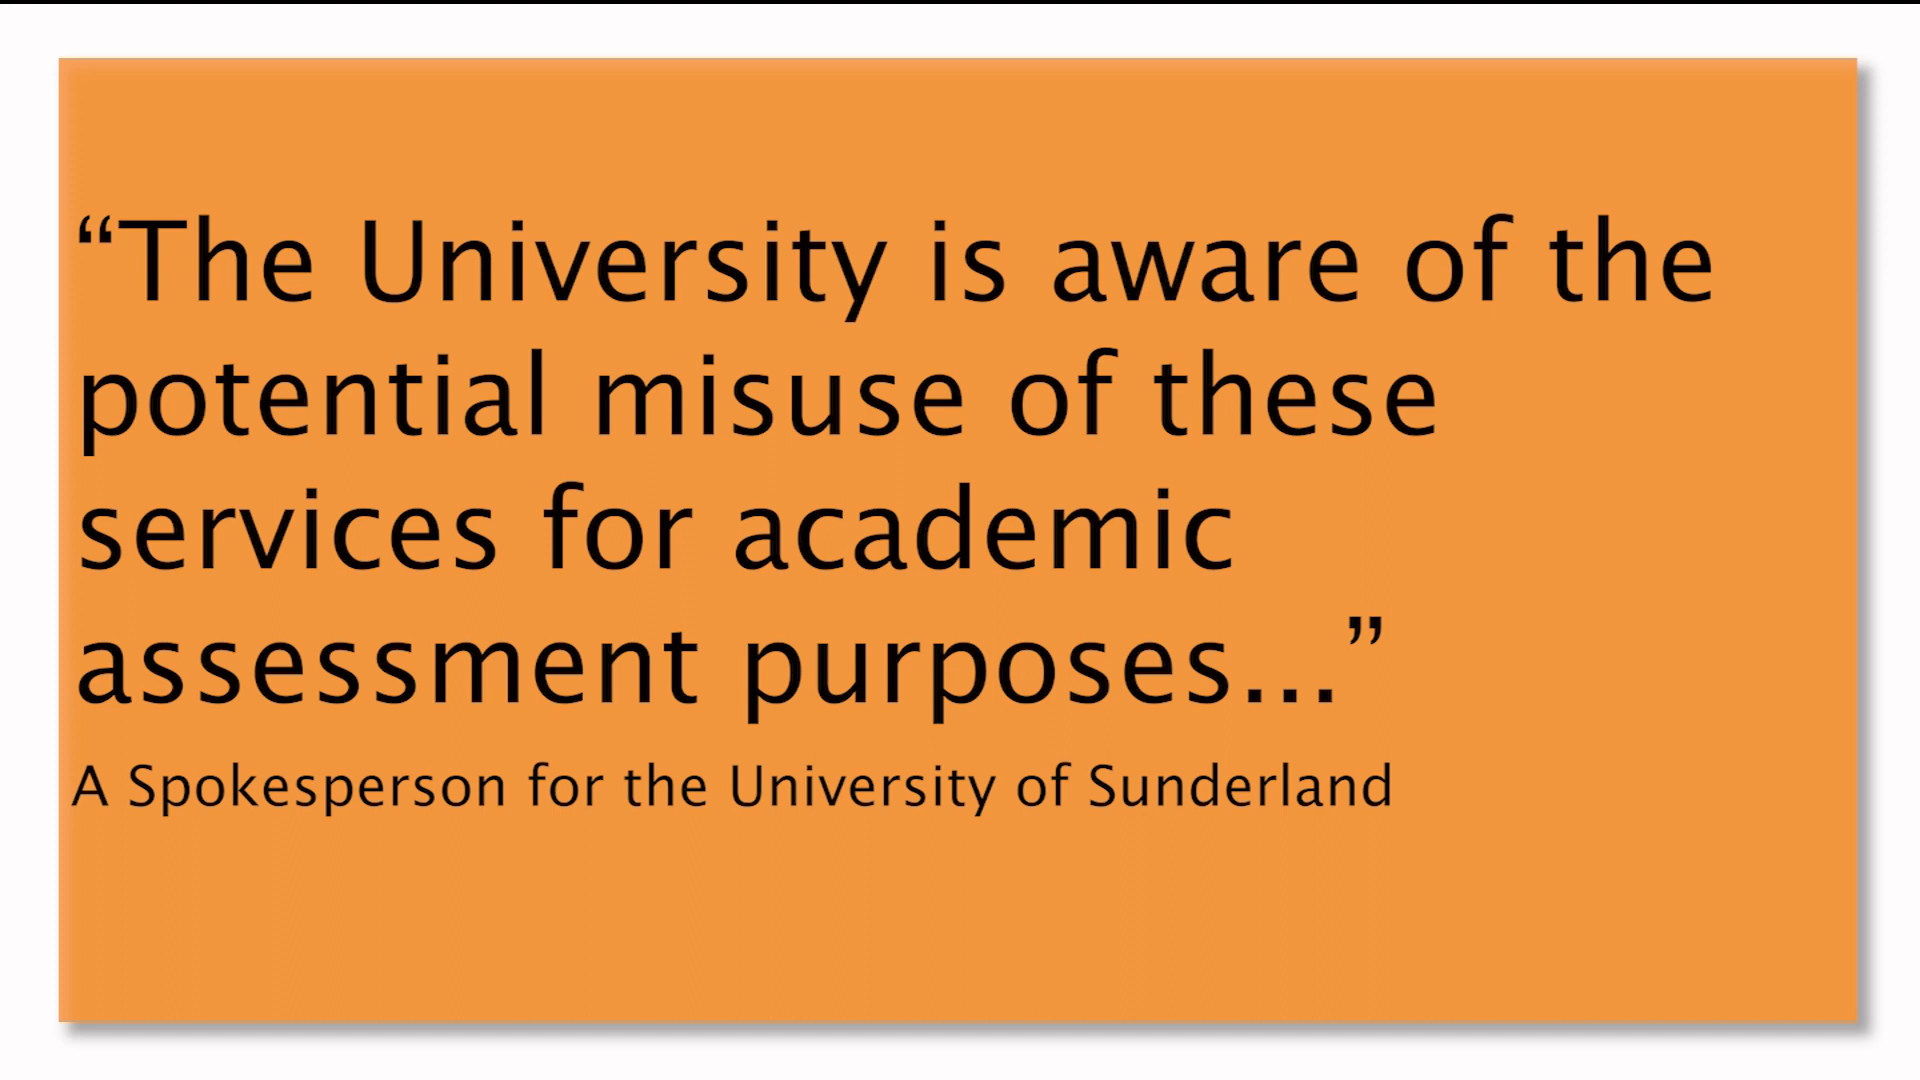 “The University is aware of the
potential misuse of these
services for academic
assessment purposes...”
A Spokesperson for the University of Sunderland